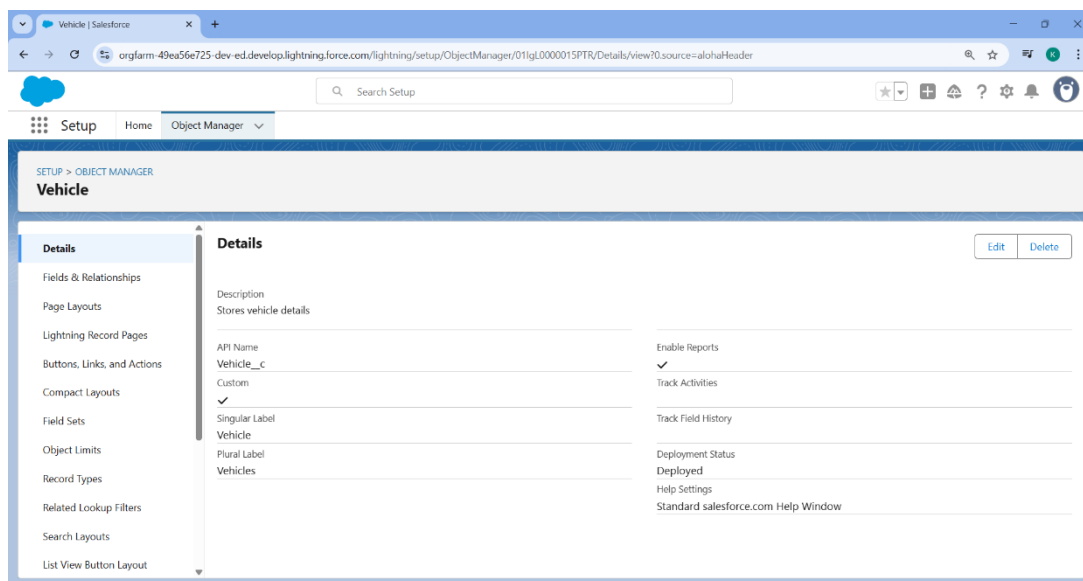 Vehicle | Salesforce
orgfarm-49ea56e725-dev-ed.develop.lightning.force.com/lightning/setup/ObjectManager/01IgL0000015PTR/Details/view?0.source=alohaHeader
K
Search Setup
Setup Home Object Manager
SETUP > OBJECT MANAGER
Vehicle
Details
Fields & Relationships
Page Layouts
Lightning Record Pages
Buttons, Links, and Actions
Compact Layouts
Field Sets
Object Limits
Record Types
Related Lookup Filters
Search Layouts
List View Button Layout
Details
Edit Delete
Description
Stores vehicle details
API Name
Vehicle__c
Custom
Singular Label
Vehicle
Plural Label
Vehicles
Enable Reports
Track Activities
Track Field History
Deployment Status
Deployed
Help Settings
Standard salesforce.com Help Window